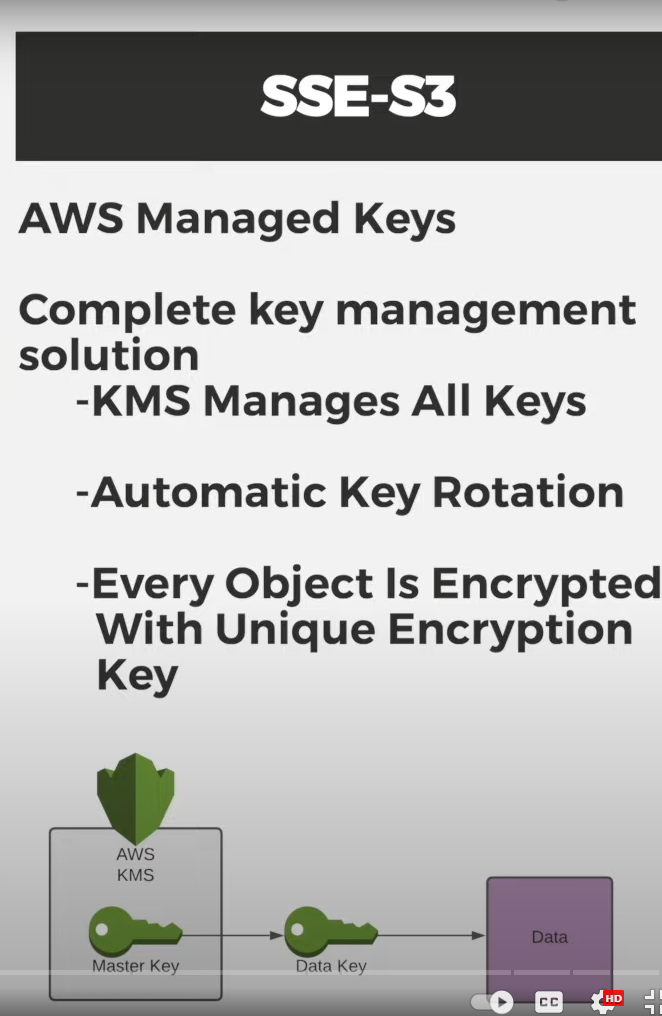 SSE-S3
AWS Managed Keys
Complete key management
solution
-KMS Manages All Keys
-Automatic Key Rotation
-Every Object Is Encrypted
With Unique Encryption
Key
AWS
KMS
Master Key
Data Key
Data
CC
HD